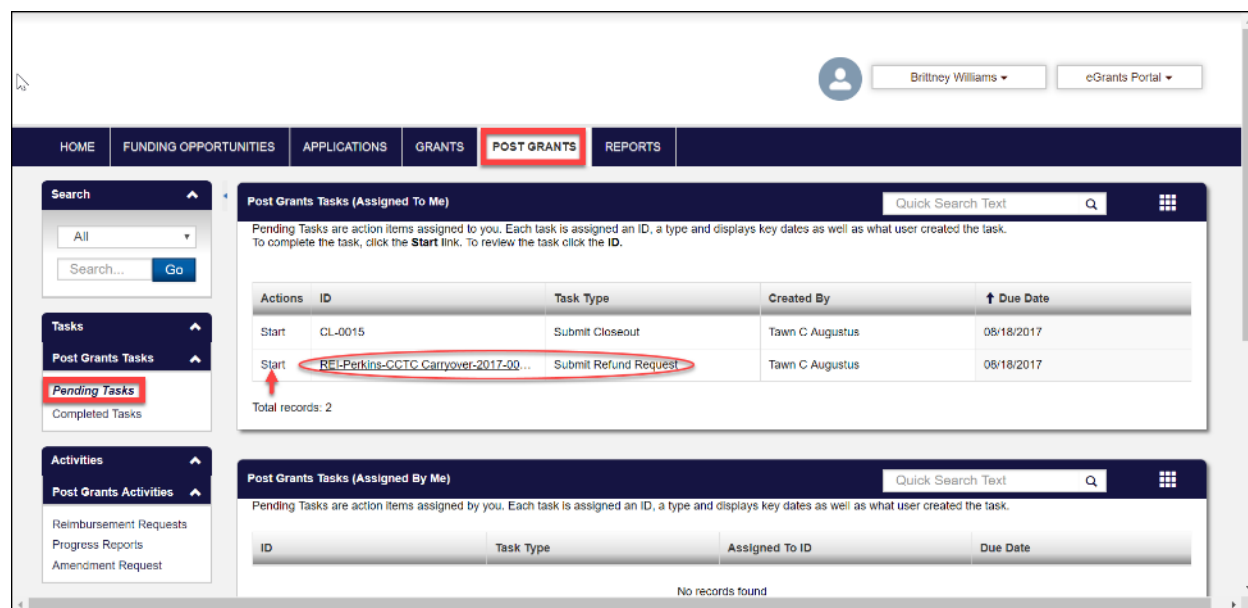 Brittney Williams
eGrants Portal
HOME FUNDING OPPORTUNITIES APPLICATIONS GRANTS POST GRANTS REPORTS
Search
All
Search...
Go
Tasks
Post Grants Tasks
Pending Tasks
Completed Tasks
Activities
Post Grants Activities
Reimbursement Requests
Progress Reports
Amendment Request
Post Grants Tasks (Assigned To Me)
Quick Search Text
Pending Tasks are action items assigned to you. Each task is assigned an ID, a type and displays key dates as well as what user created the task.
To complete the task, click the Start link. To review the task click the ID.
Actions ID Task Type Created By Due Date
Start CL-0015 Submit Closeout Tawn C Augustus 08/18/2017
Start REI-Perkins-CCTC Carryover-2017-00... Submit Refund Request Tawn C Augustus 08/18/2017
Total records: 2
Post Grants Tasks (Assigned By Me)
Quick Search Text
Pending Tasks are action items assigned by you. Each task is assigned an ID, a type and displays key dates as well as what user created the task.
ID Task Type Assigned To ID Due Date
No records found